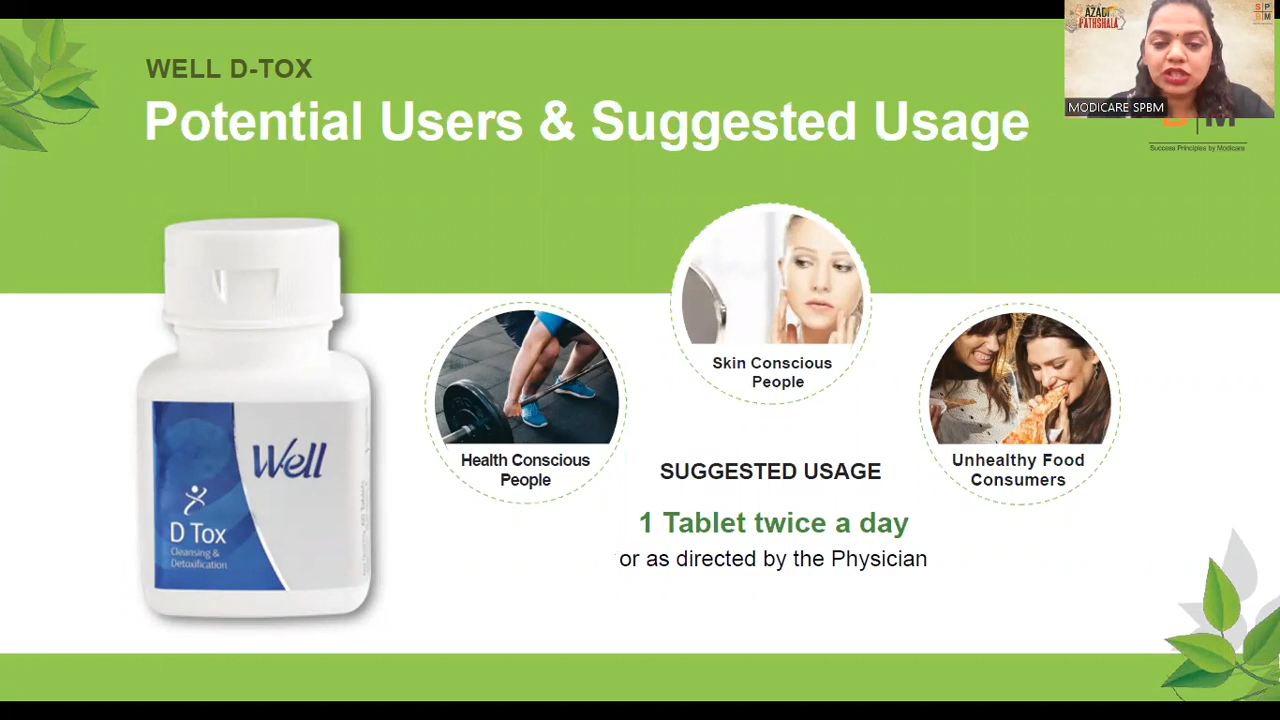 WELL D-TOX
Potential Users & Suggested Usage
AZADI
PATHSHALA
S P
B M
MODICARE SPBM
Success Principles by Modicare
Skin Conscious
People
Health Conscious
People
Unhealthy Food
Consumers
Well
D Tox
Cleansing &
Detoxification
SUGGESTED USAGE
1 Tablet twice a day
or as directed by the Physician